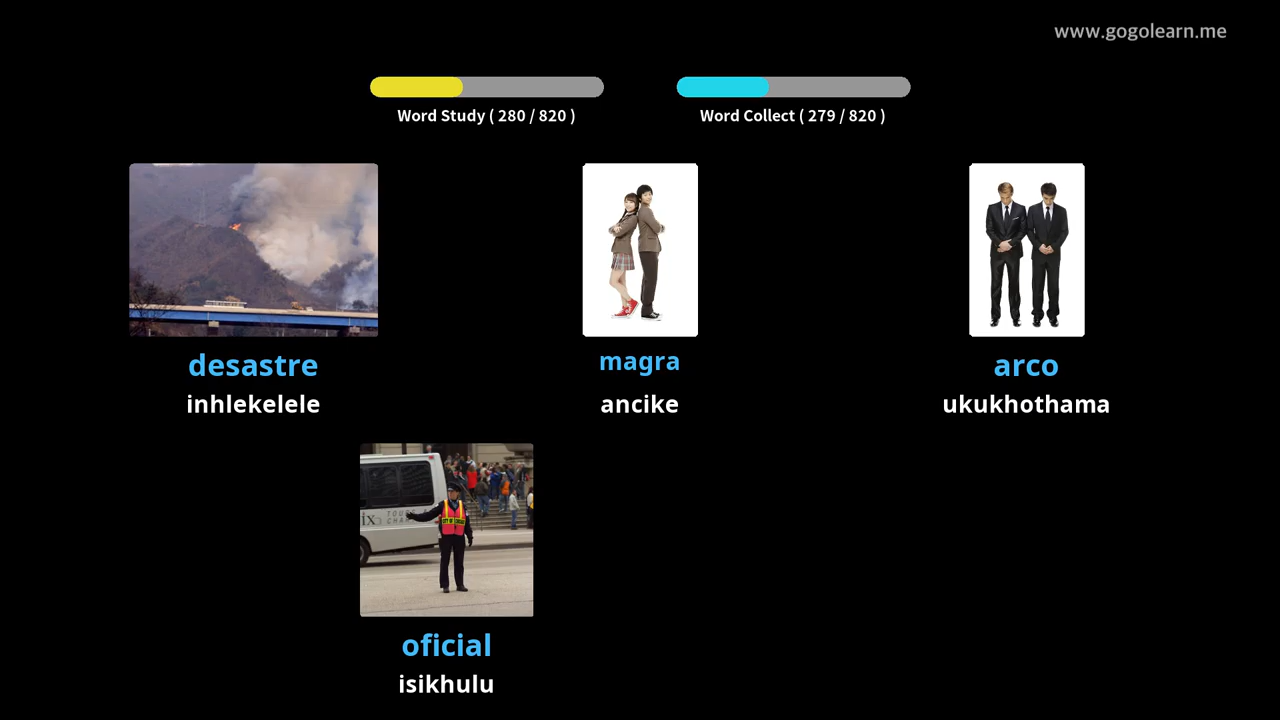 www.gogolearn.me
Word Study ( 280 / 820 )
Word Collect ( 279 / 820 )
desastre
inhlekelele
magra
ancike
arco
ukukhothama
oficial
isikhulu